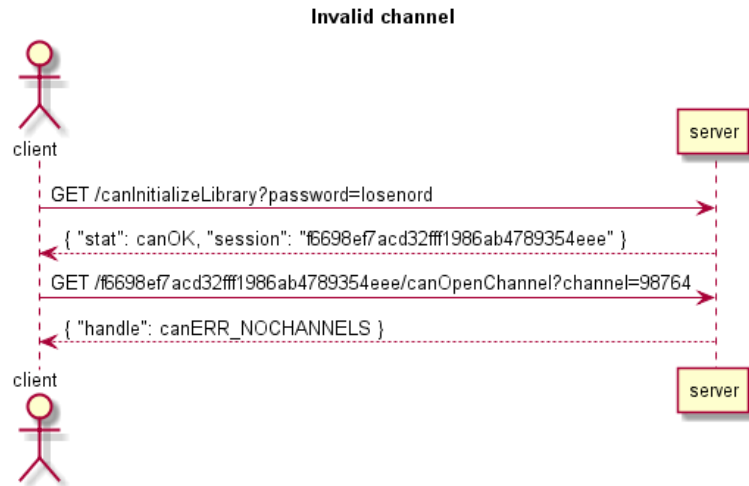 Invalid channel
client
server
GET /canInitializeLibrary?password=losenord
{ "stat": canOK, "session": "f6698ef7acd32fff1986ab4789354eee" }
GET /f6698ef7acd32fff1986ab4789354eee/canOpenChannel?channel=98764
{ "handle": canERR_NOCHANNELS }
client
server